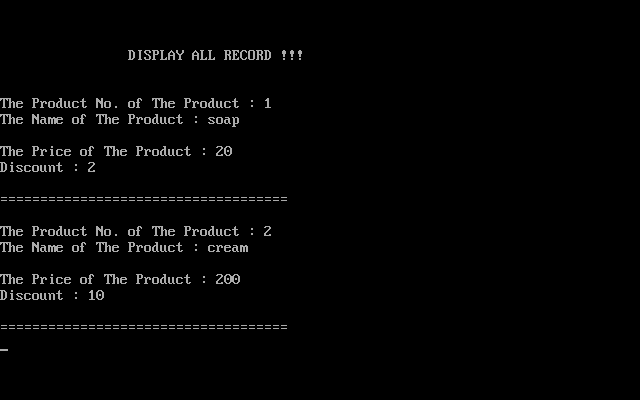 DISPLAY ALL RECORD !!!
The Product No. of The Product : 1
The Name of The Product : soap
The Price of The Product : 20
Discount : 2
====================================
The Product No. of The Product : 2
The Name of The Product : cream
The Price of The Product : 200
Discount : 10
====================================
_